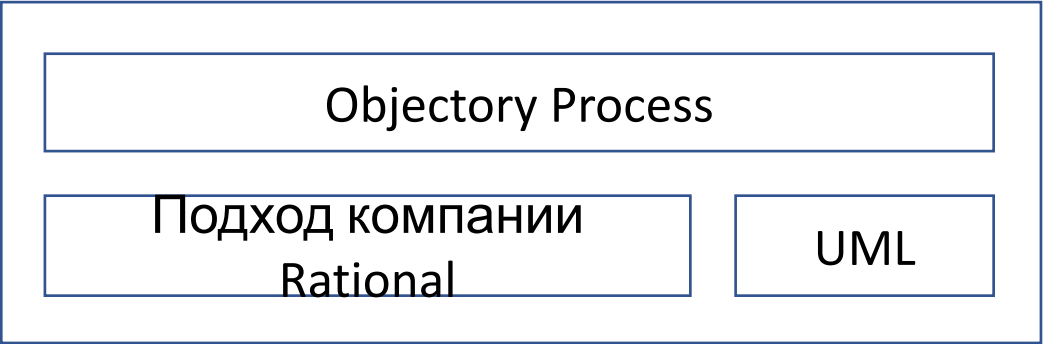 Objectory Process
Подход компании
Rational
UML